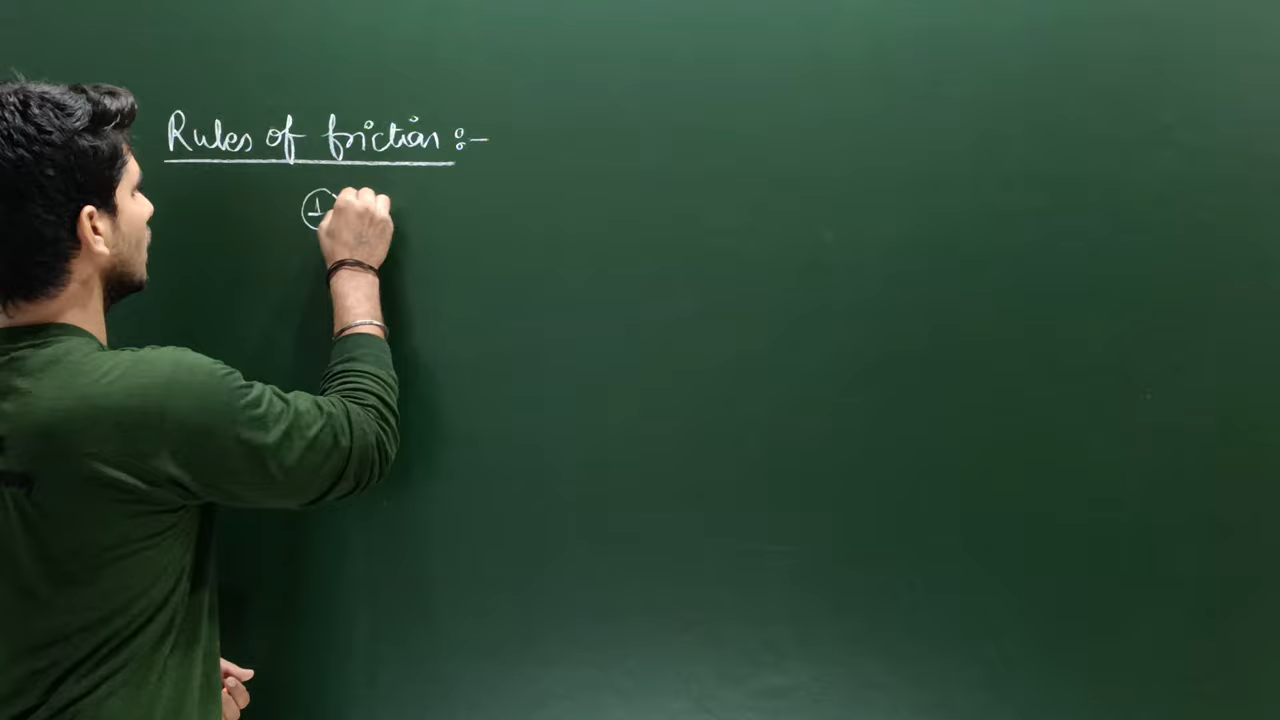 Rules of friction :-
①